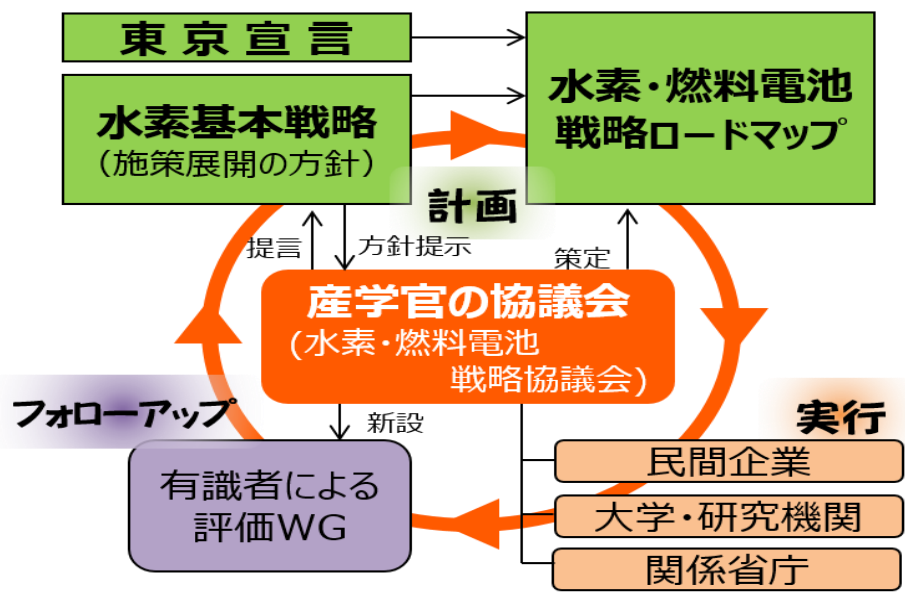 東京宣言
水素基本戦略
（施策展開の方針）
水素・燃料電池
戦略ロードマップ
計画
提言
方針提示
策定
産学官の協議会
(水素・燃料電池
戦略協議会)
フォローアップ
新設
実行
有識者による
評価WG
民間企業
大学・研究機関
関係省庁